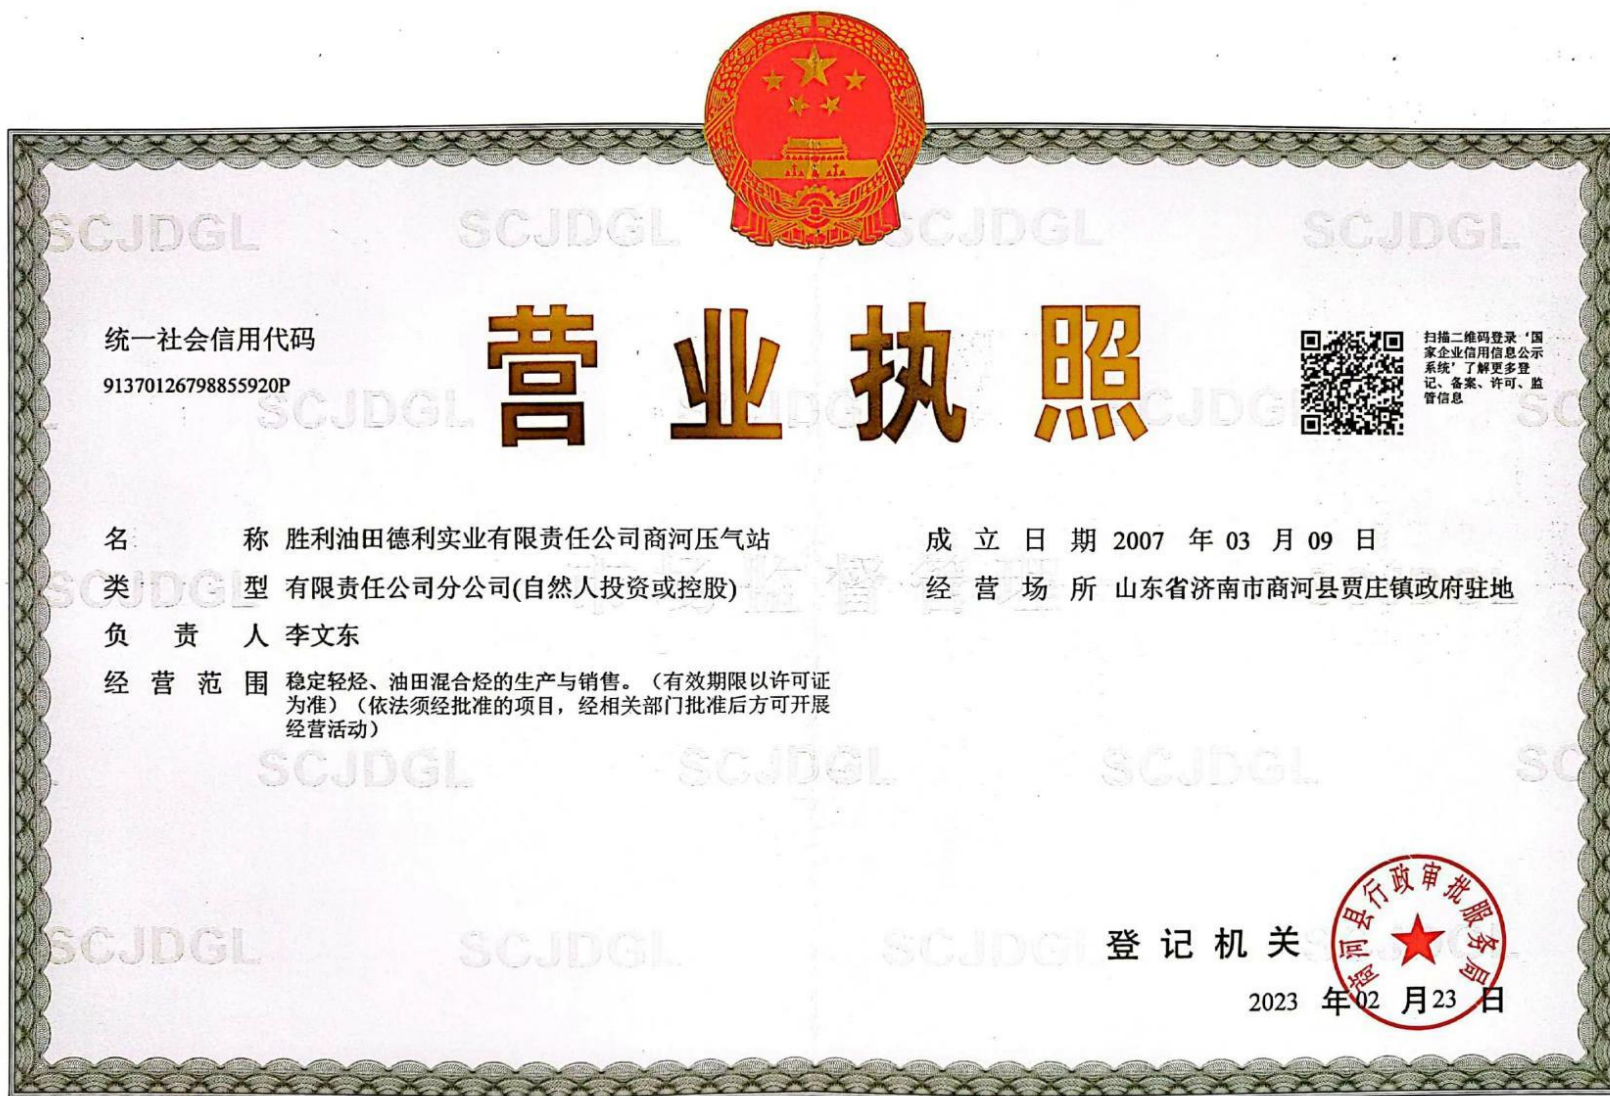 营业执照
统一社会信用代码
91370126798855920P
扫描二维码登录‘国
家企业信用信息公示
系统’了解更多登
记、备案、许可、监
管信息
名称 胜利油田德利实业有限责任公司商河压气站
类型 有限责任公司分公司(自然人投资或控股)
负责人 李文东
经营范围 稳定轻烃、油田混合烃的生产与销售。（有效期限以许可证
为准）（依法须经批准的项目，经相关部门批准后方可开展
经营活动）
成立日期 2007 年 03 月 09 日
经营场所 山东省济南市商河县贾庄镇政府驻地
登记机关
商河县行政审批服务局
2023 年 02 月 23 日
SCJDGL
市场监督管理